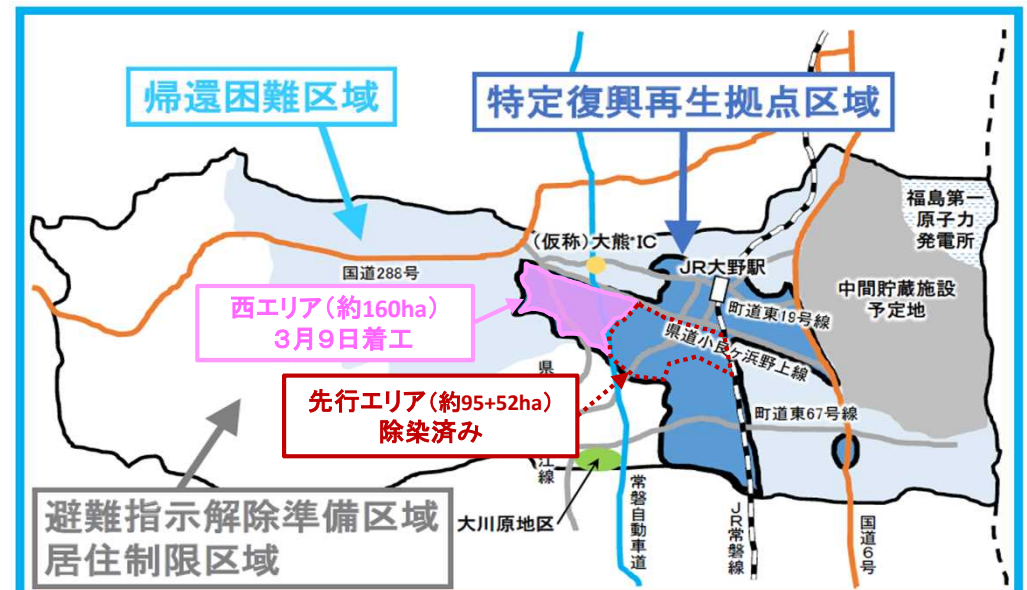 帰還困難区域
特定復興再生拠点区域
福島第一
原子力
発電所
(仮称)大熊IC
JR大野駅
国道288号
中間貯蔵施設
予定地
西エリア(約160ha)
3月9日着工
町道東19号線
県道小良ヶ浜野上線
県
先行エリア(約95+52ha)
除染済み
町道東67号線
江線
避難指示解除準備区域
居住制限区域
大川原地区
常磐自動車道
JR常磐線
国道6号